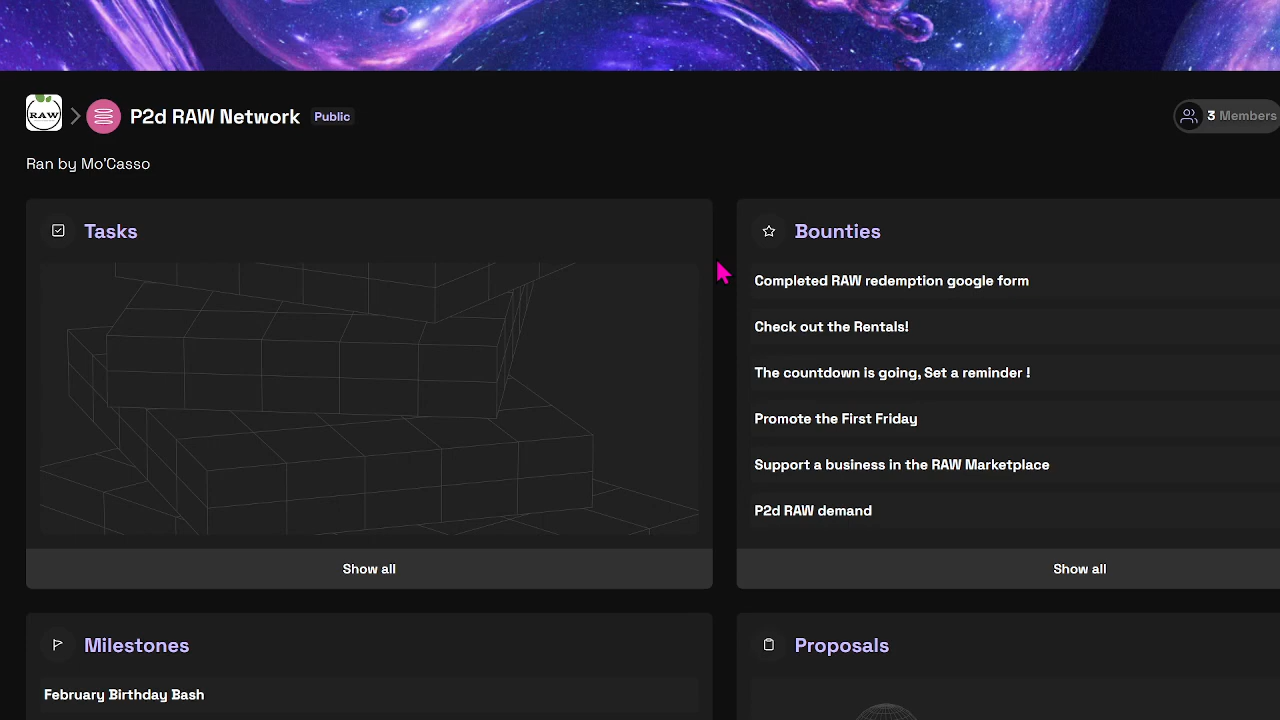 RAW
P2d RAW Network
Public
3 Members
Ran by Mo'Casso
Tasks
Show all
Bounties
Completed RAW redemption google form
Check out the Rentals!
The countdown is going, Set a reminder !
Promote the First Friday
Support a business in the RAW Marketplace
P2d RAW demand
Show all
Milestones
February Birthday Bash
Proposals